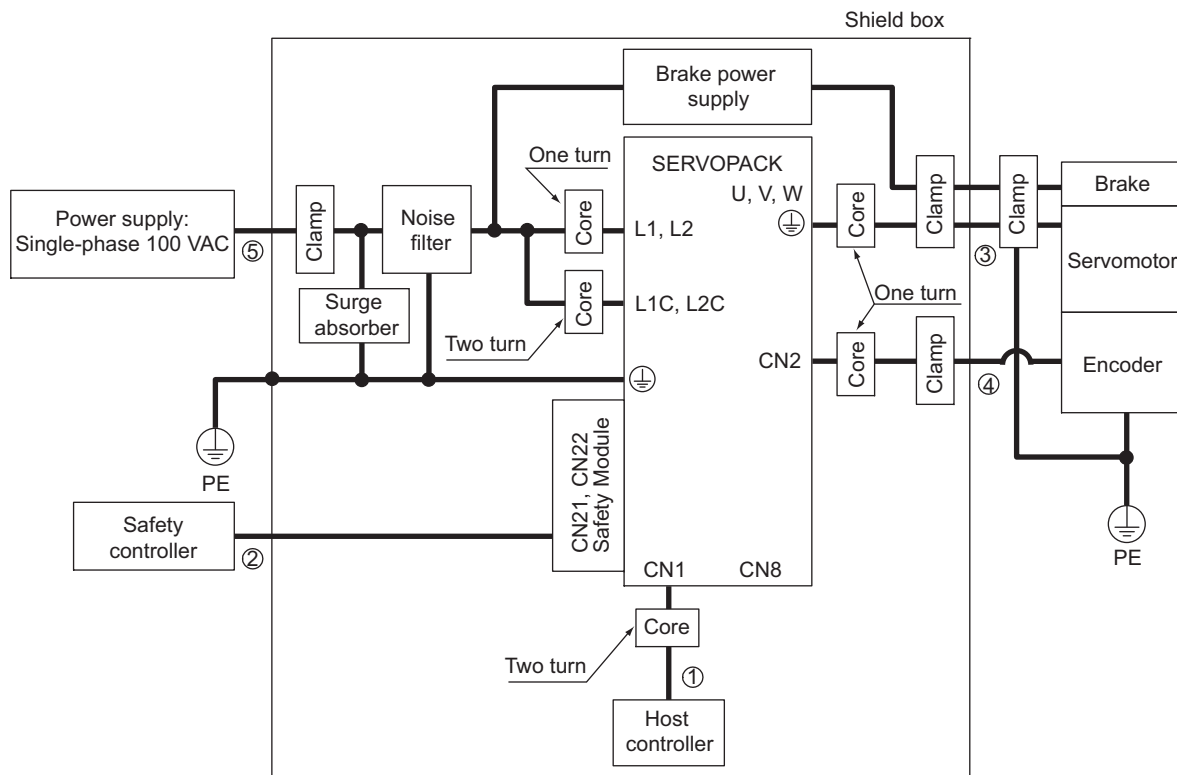 Shield box
Brake power
supply
One turn
SERVOPACK
U, V, W
Power supply:
Single-phase 100 VAC
⑤
Clamp
Noise
filter
Core
L1, L2
Core
Clamp
Clamp
③
Brake
Servomotor
Surge
absorber
Core
L1C, L2C
Two turn
One turn
CN2
Core
Clamp
④
Encoder
PE
CN21, CN22
Safety Module
Safety
controller
②
PE
CN1
CN8
Core
Two turn
①
Host
controller